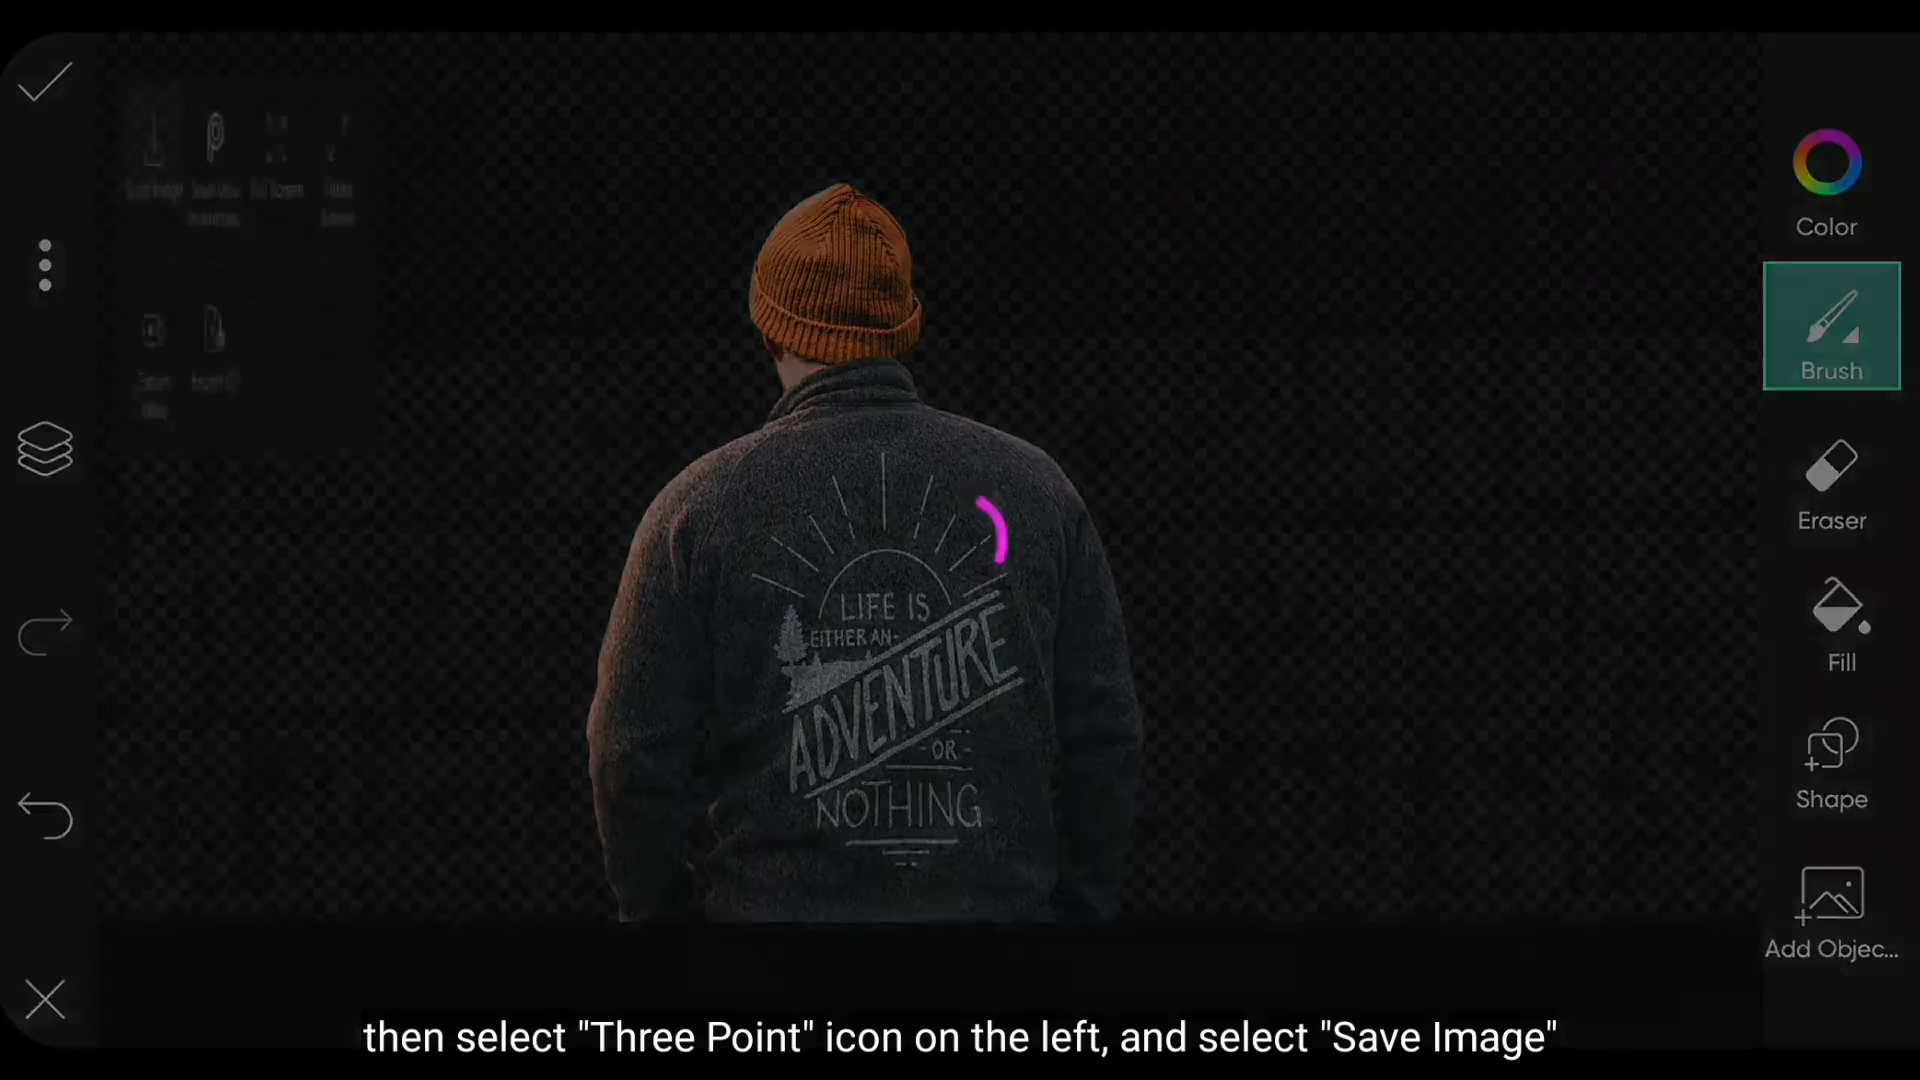 Color
Brush
Eraser
Fill
Shape
Add Objec...
LIFE IS
EITHER AN-
ADVENTURE
- OR -
NOTHING
then select "Three Point" icon on the left, and select "Save Image"